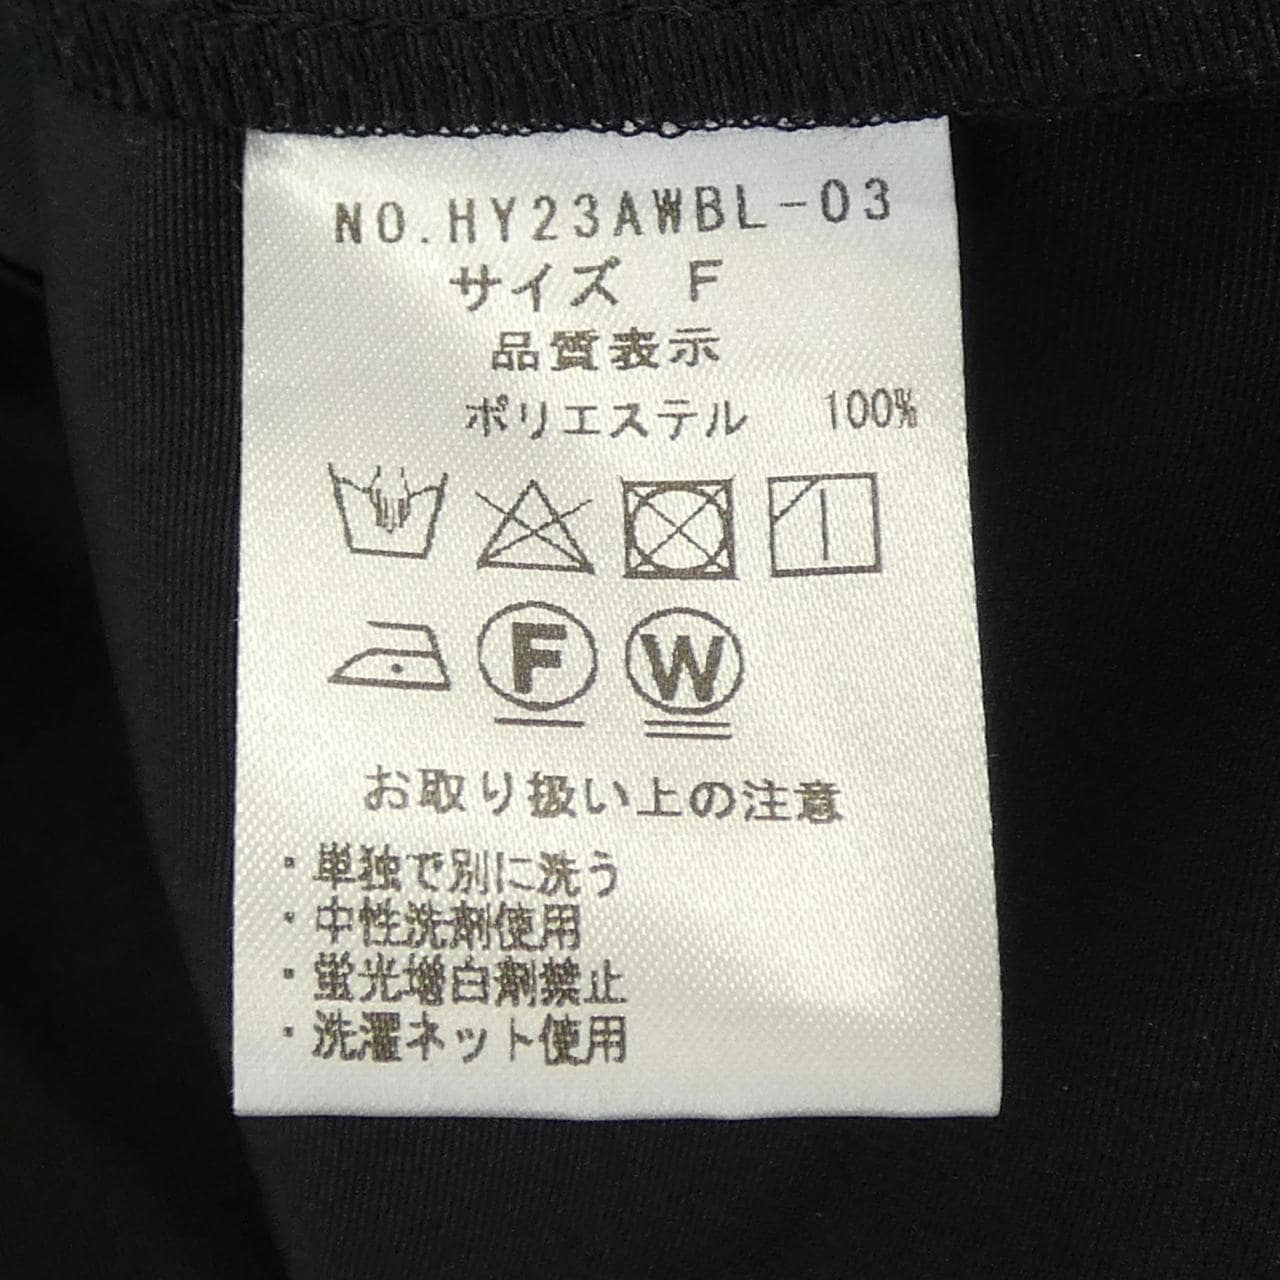 NO.HY23AWBL-03
サイズ F
品質表示
ポリエステル 100%
F W
お取り扱い上の注意
・単独で別に洗う
・中性洗剤使用
・蛍光増白剤禁止
・洗濯ネット使用